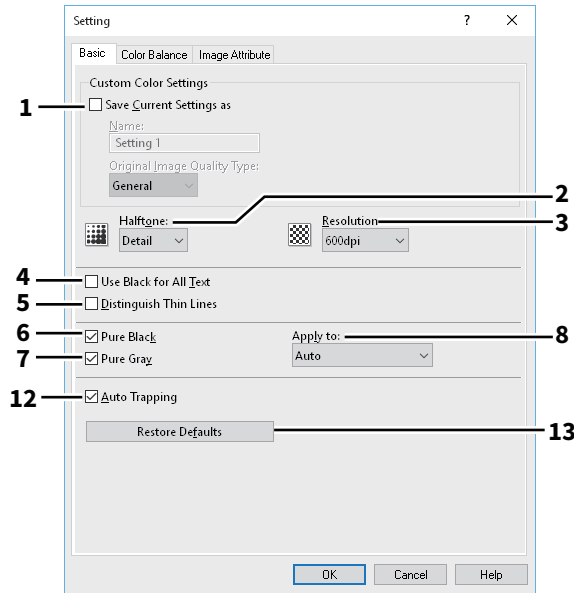 Setting ? ×
Basic Color Balance Image Attribute
Custom Color Settings
1 Save Current Settings as
Name:
Setting 1
Original Image Quality Type:
General
2
Halftone: Resolution 3
Detail 600dpi
4 Use Black for All Text
5 Distinguish Thin Lines
6 Pure Black Apply to: 8
7 Pure Gray Auto
12 Auto Trapping
Restore Defaults 13
OK Cancel Help